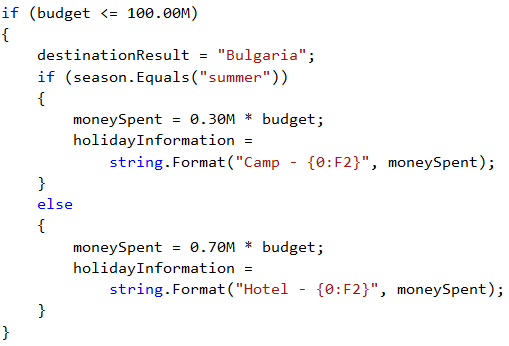 if (budget <= 100.00M)
{
    destinationResult = "Bulgaria";
    if (season.Equals("summer"))
    {
        moneySpent = 0.30M * budget;
        holidayInformation =
            string.Format("Camp - {0:F2}", moneySpent);
    }
    else
    {
        moneySpent = 0.70M * budget;
        holidayInformation =
            string.Format("Hotel - {0:F2}", moneySpent);
    }
}